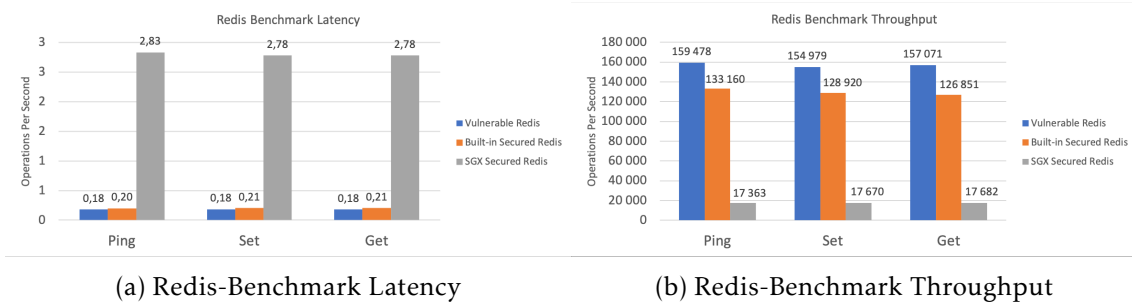 Redis Benchmark Latency
Operations Per Second
3
3
2
2
1
1
0
2,83
2,78
2,78
0,18
0,20
0,18
0,21
0,18
0,21
Ping
Set
Get
Vulnerable Redis
Built-in Secured Redis
SGX Secured Redis
(a) Redis-Benchmark Latency
Redis Benchmark Throughput
Operations Per Second
180 000
160 000
140 000
120 000
100 000
80 000
60 000
40 000
20 000
0
159 478
133 160
17 363
154 979
128 920
17 670
157 071
126 851
17 682
Ping
Set
Get
Vulnerable Redis
Built-in Secured Redis
SGX Secured Redis
(b) Redis-Benchmark Throughput